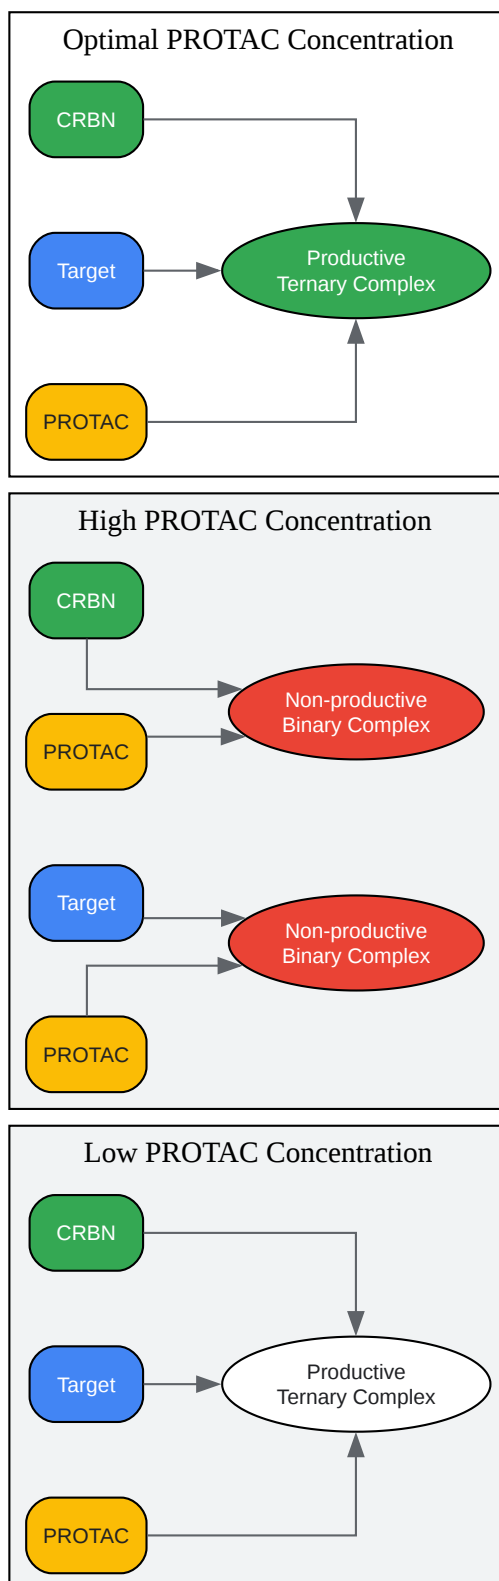 Optimal PROTAC Concentration
CRBN
Target
Productive
Ternary Complex
PROTAC
High PROTAC Concentration
CRBN
Non-productive
Binary Complex
PROTAC
Target
Non-productive
Binary Complex
PROTAC
Low PROTAC Concentration
CRBN
Target
Productive
Ternary Complex
PROTAC